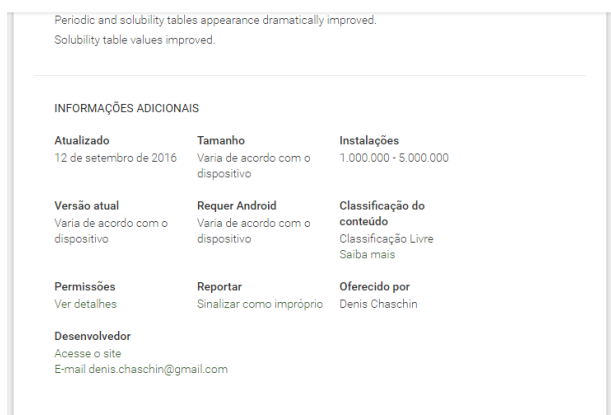 Periodic and solubility tables appearance dramatically improved.
Solubility table values improved.
INFORMAÇÕES ADICIONAIS
Atualizado
12 de setembro de 2016
Tamanho
Varia de acordo com o
dispositivo
Instalações
1.000.000 - 5.000.000
Versão atual
Varia de acordo com o
dispositivo
Requer Android
Varia de acordo com o
dispositivo
Classificação do
conteúdo
Classificação Livre
Saiba mais
Permissões
Ver detalhes
Reportar
Sinalizar como impróprio
Oferecido por
Denis Chaschin
Desenvolvedor
Acesse o site
E-mail denis.chaschin@gmail.com